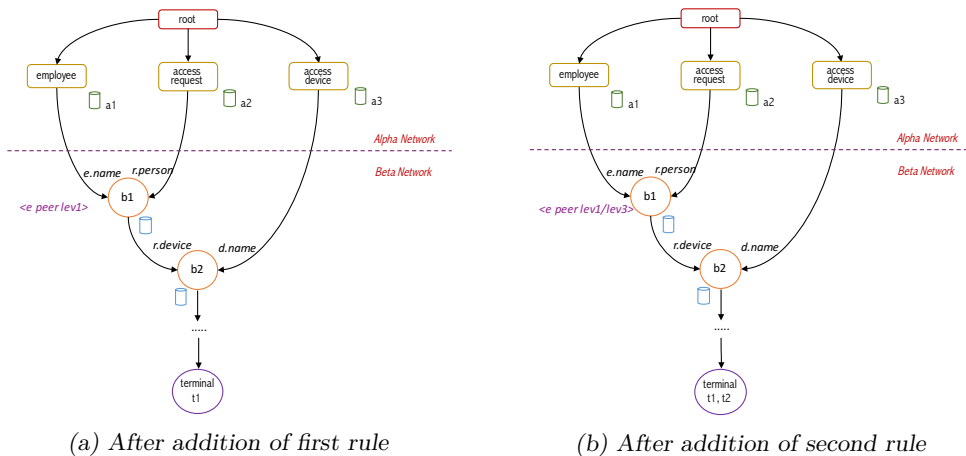 root
employee
access
request
access
device
a1
a2
a3
Alpha Network
Beta Network
e.name
r.person
b1
<e peer lev1>
r.device
d.name
b2
.....
terminal
t1
(a) After addition of first rule
root
employee
access
request
access
device
a1
a2
a3
Alpha Network
Beta Network
e.name
r.person
b1
<e peer lev1/lev3>
r.device
d.name
b2
.....
terminal
t1, t2
(b) After addition of second rule